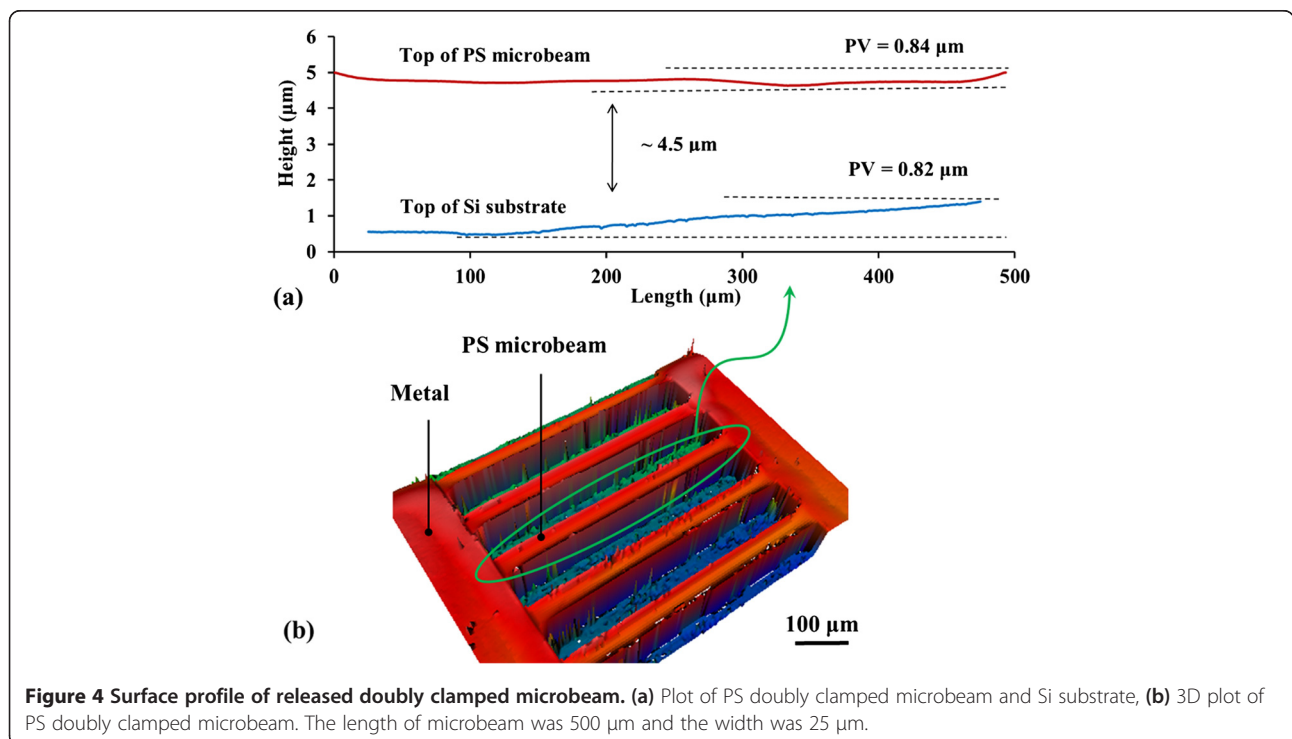 6
5
4
3
2
1
0
Height (µm)
Top of PS microbeam
PV = 0.84 µm
~ 4.5 µm
PV = 0.82 µm
Top of Si substrate
0 100 200 300 400 500
Length (µm)
(a)
PS microbeam
Metal
(b)
100 µm
Figure 4 Surface profile of released doubly clamped microbeam. (a) Plot of PS doubly clamped microbeam and Si substrate, (b) 3D plot of
PS doubly clamped microbeam. The length of microbeam was 500 µm and the width was 25 µm.